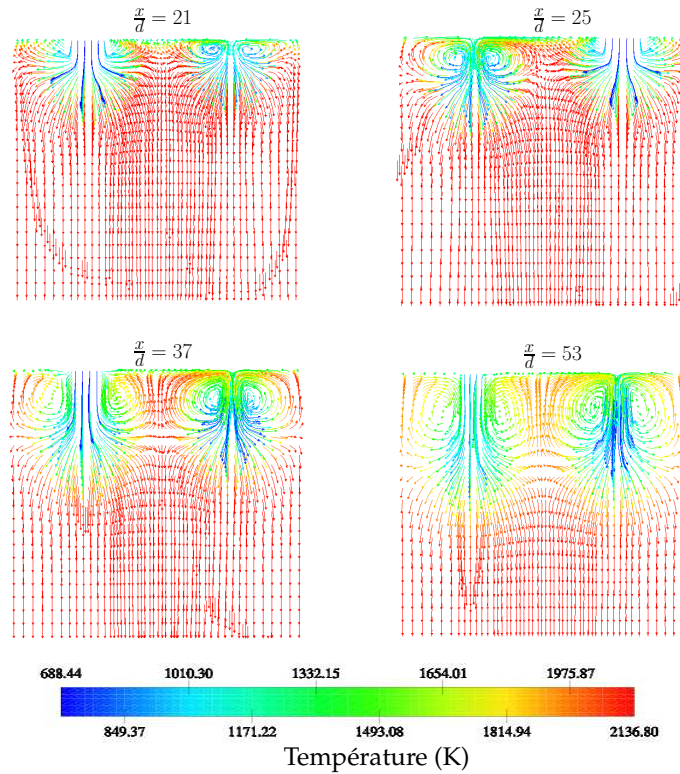 x/d = 21
x/d = 25
x/d = 37
x/d = 53
688.44 1010.30 1332.15 1654.01 1975.87
849.37 1171.22 1493.08 1814.94 2136.80
Température (K)